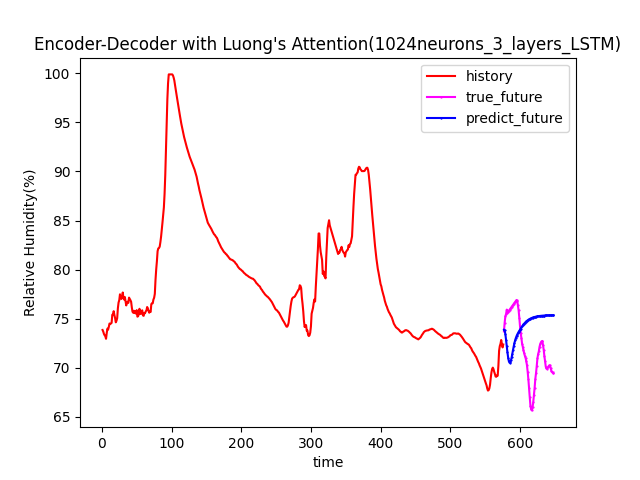 Encoder-Decoder with Luong's Attention(1024neurons_3_layers_LSTM)
history
true_future
predict_future
Relative Humidity(%)
100
95
90
85
80
75
70
65
0
100
200
300
400
500
600
time